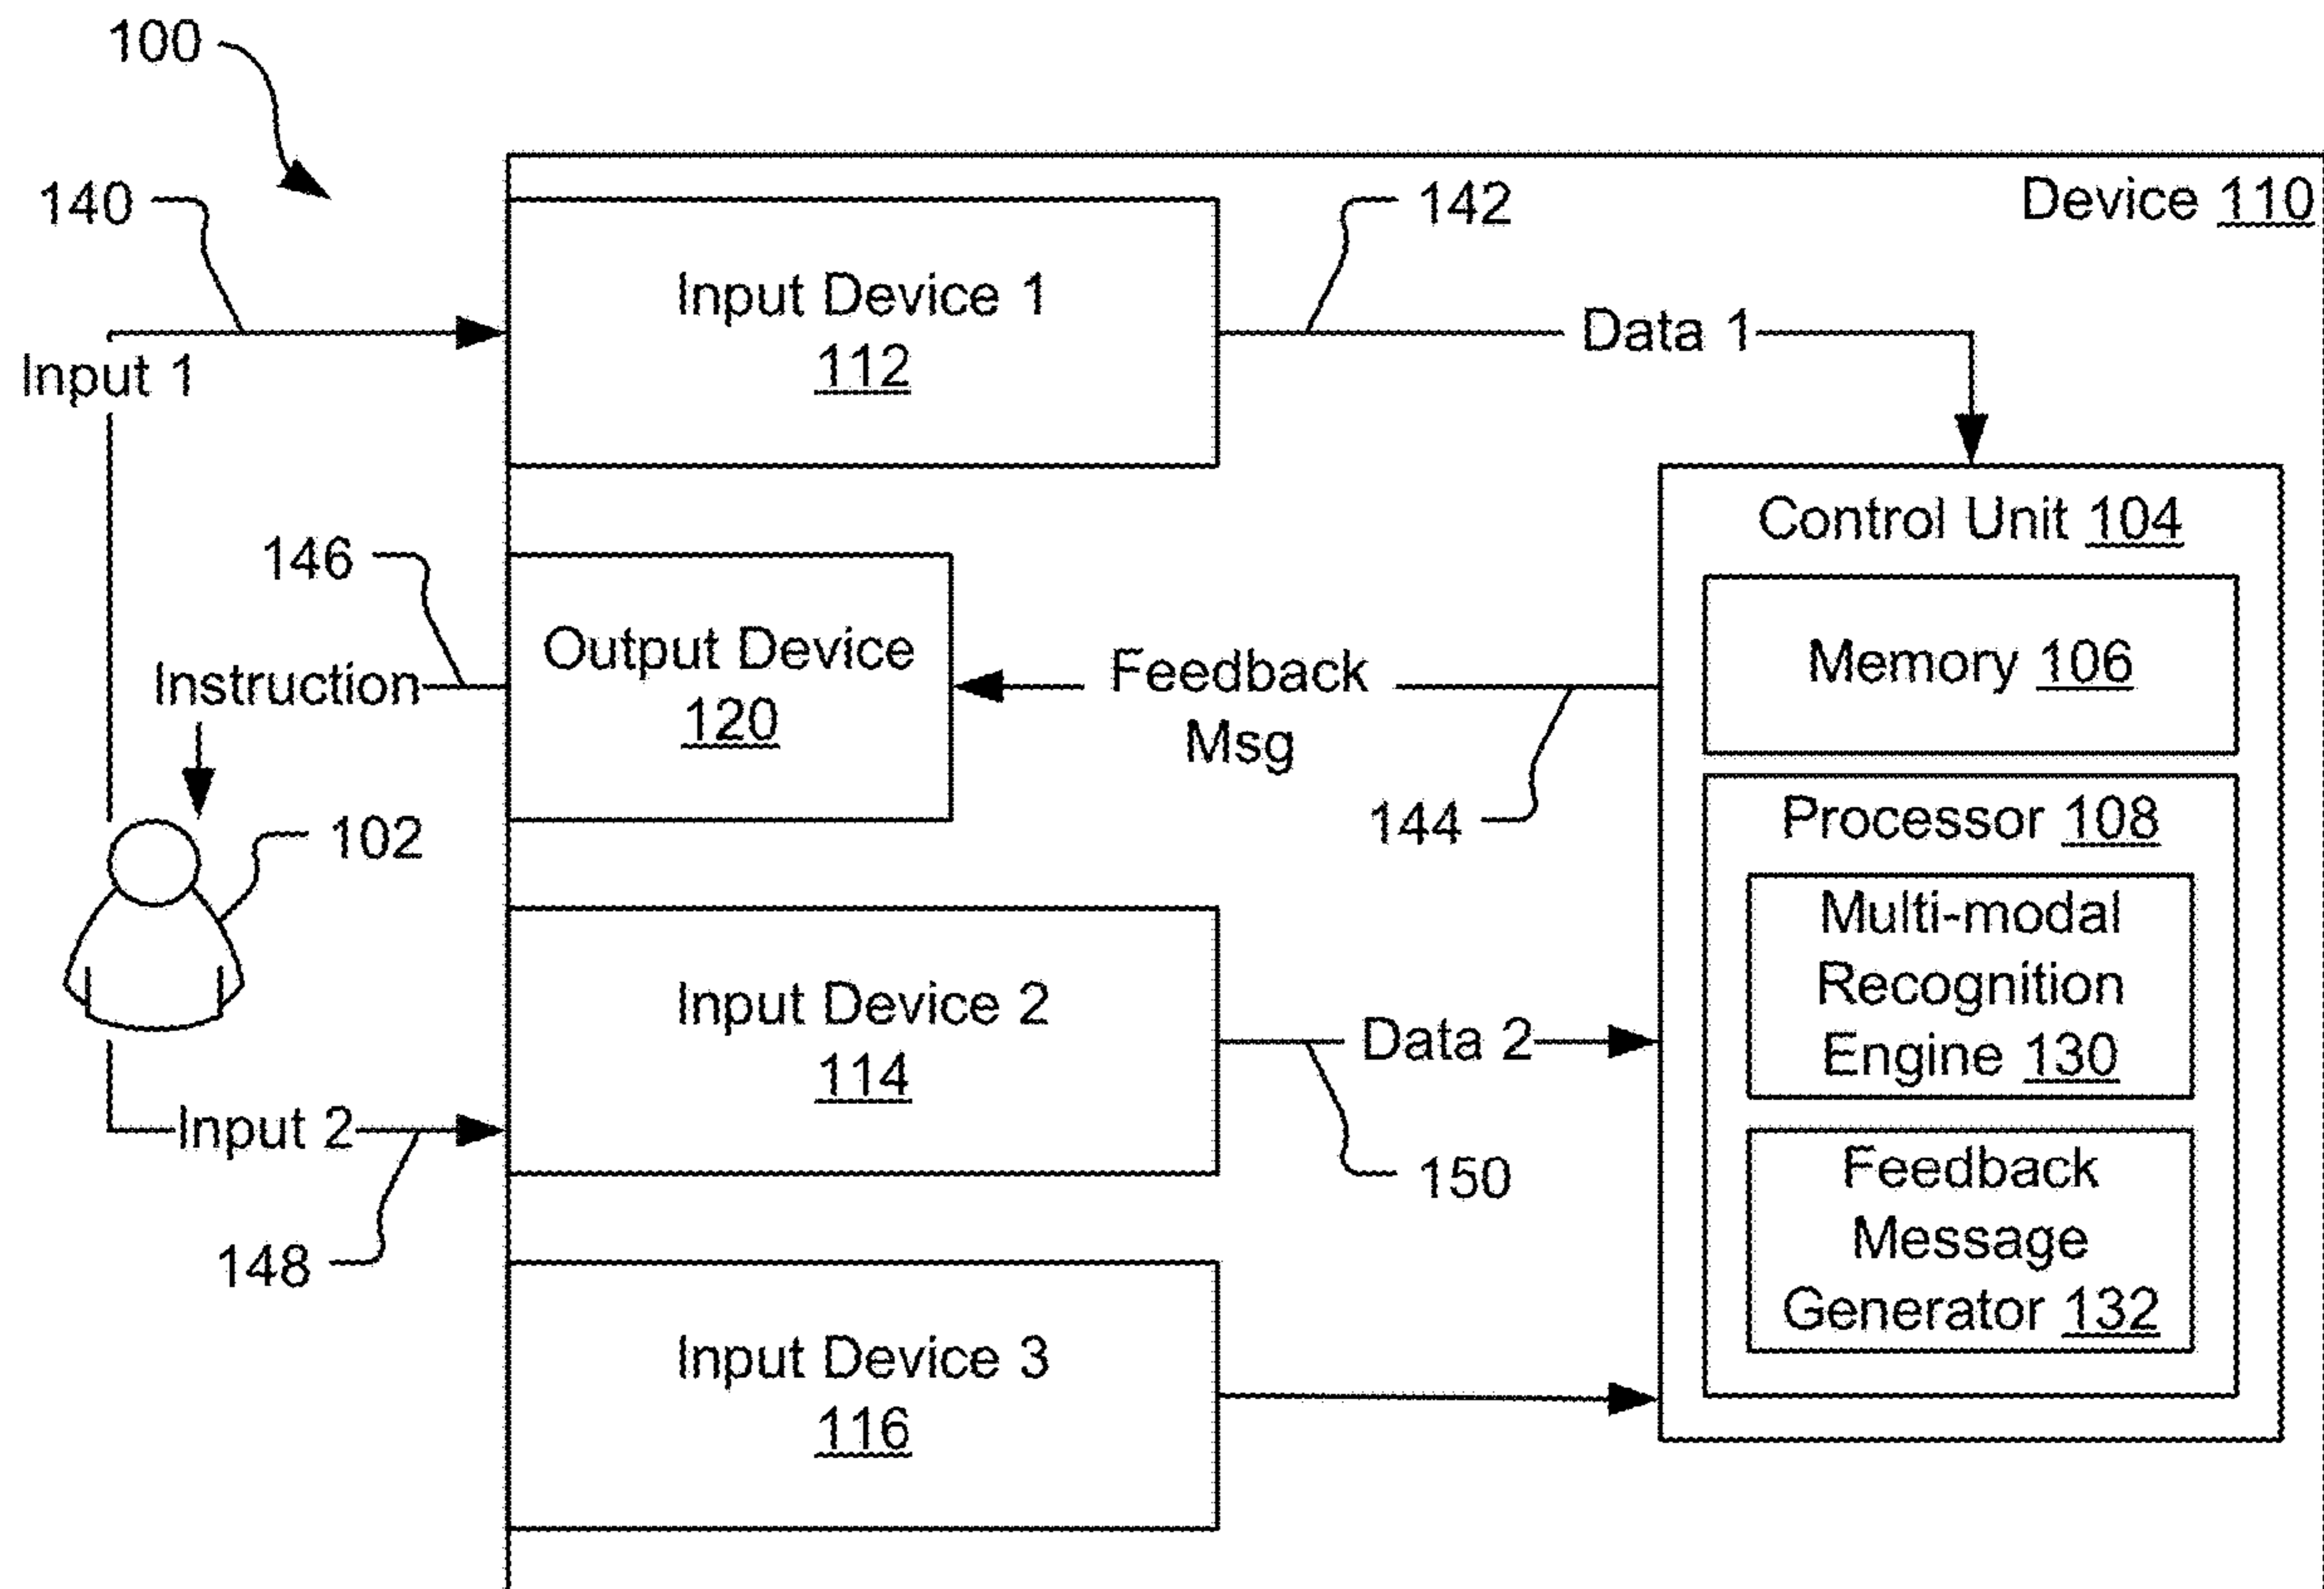 100
140
142
Device 110
Input Device 1
112
Data 1
Input 1
Control Unit 104
146
Output Device
120
Instruction
Feedback
Msg
Memory 106
144
Processor 108
102
Multi-modal
Recognition
Engine 130
Input Device 2
114
Data 2
Input 2
150
148
Feedback
Message
Generator 132
Input Device 3
116